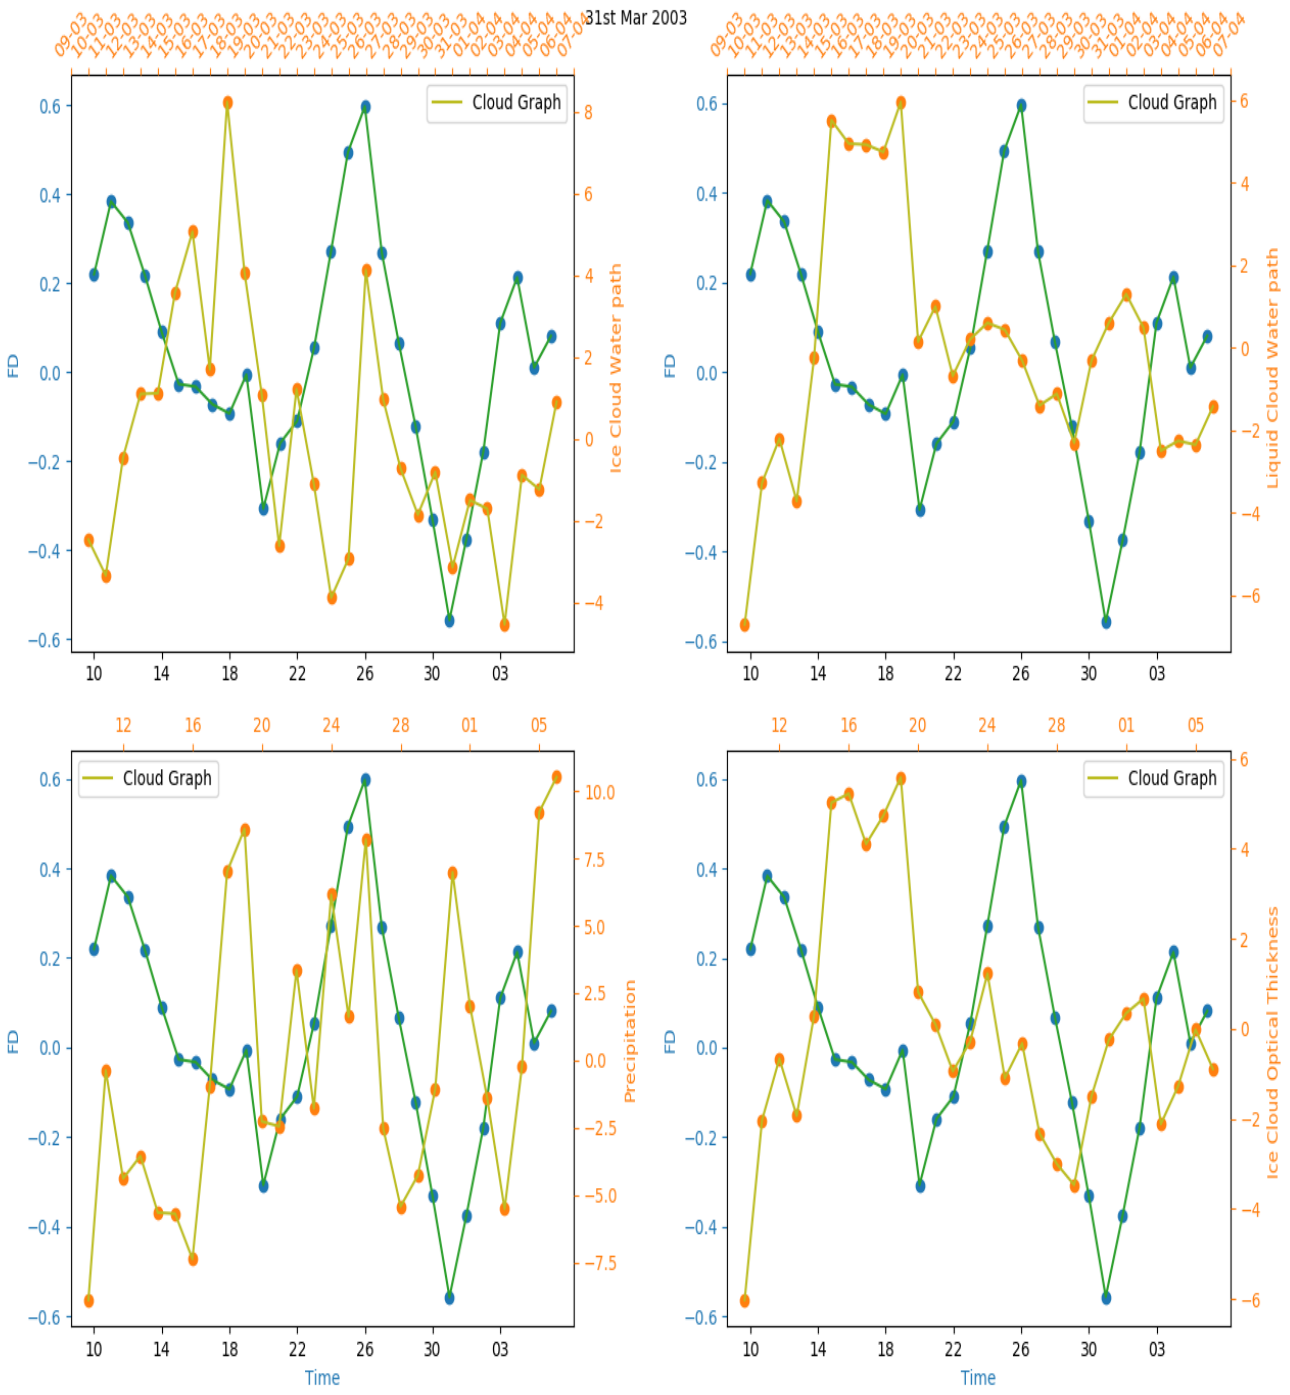 31st Mar 2003
09-03 10-03 11-03 12-03 13-03 14-03 15-03 16-03 17-03 18-03 19-03 20-03 21-03 22-03 23-03 24-03 25-03 26-03 27-03 28-03 29-03 30-03 31-03 01-04 02-04 03-04 04-04 05-04 06-04 07-04
Cloud Graph
0.6
0.4
0.2
0.0
−0.2
−0.4
−0.6
FD
8
6
4
2
0
−2
−4
Ice Cloud Water path
10 14 18 22 26 30 03
09-03 10-03 11-03 12-03 13-03 14-03 15-03 16-03 17-03 18-03 19-03 20-03 21-03 22-03 23-03 24-03 25-03 26-03 27-03 28-03 29-03 30-03 31-03 01-04 02-04 03-04 04-04 05-04 06-04 07-04
Cloud Graph
0.6
0.4
0.2
0.0
−0.2
−0.4
−0.6
FD
6
4
2
0
−2
−4
−6
Liquid Cloud Water path
10 14 18 22 26 30 03
12 16 20 24 28 01 05
Cloud Graph
0.6
0.4
0.2
0.0
−0.2
−0.4
−0.6
FD
10.0
7.5
5.0
2.5
0.0
−2.5
−5.0
−7.5
Precipitation
10 14 18 22 26 30 03
Time
12 16 20 24 28 01 05
Cloud Graph
0.6
0.4
0.2
0.0
−0.2
−0.4
−0.6
FD
6
4
2
0
−2
−4
−6
Ice Cloud Optical Thickness
10 14 18 22 26 30 03
Time